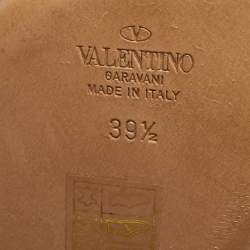 V
VALENTINO
GARAVANI
MADE IN ITALY
39½